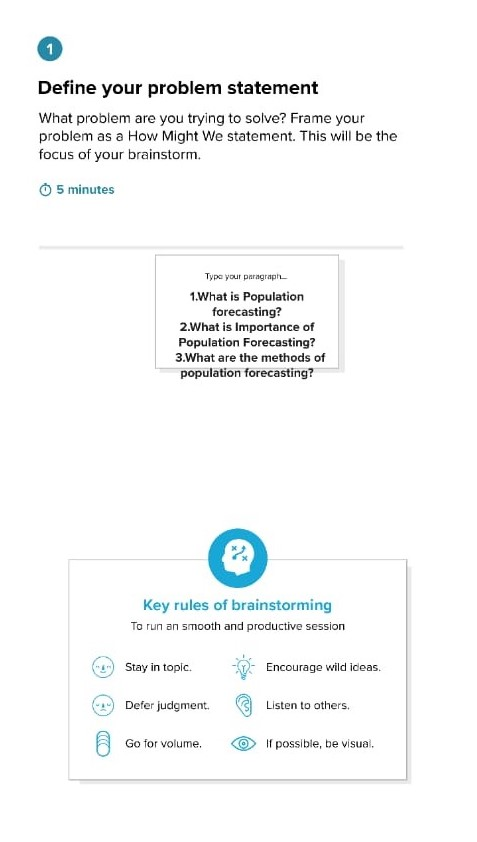 1
Define your problem statement
What problem are you trying to solve? Frame your
problem as a How Might We statement. This will be the
focus of your brainstorm.
5 minutes
Type your paragraph...
1.What is Population
forecasting?
2.What is Importance of
Population Forecasting?
3.What are the methods of
population forecasting?
Key rules of brainstorming
To run an smooth and productive session
Stay in topic.
Encourage wild ideas.
Defer judgment.
Listen to others.
Go for volume.
If possible, be visual.